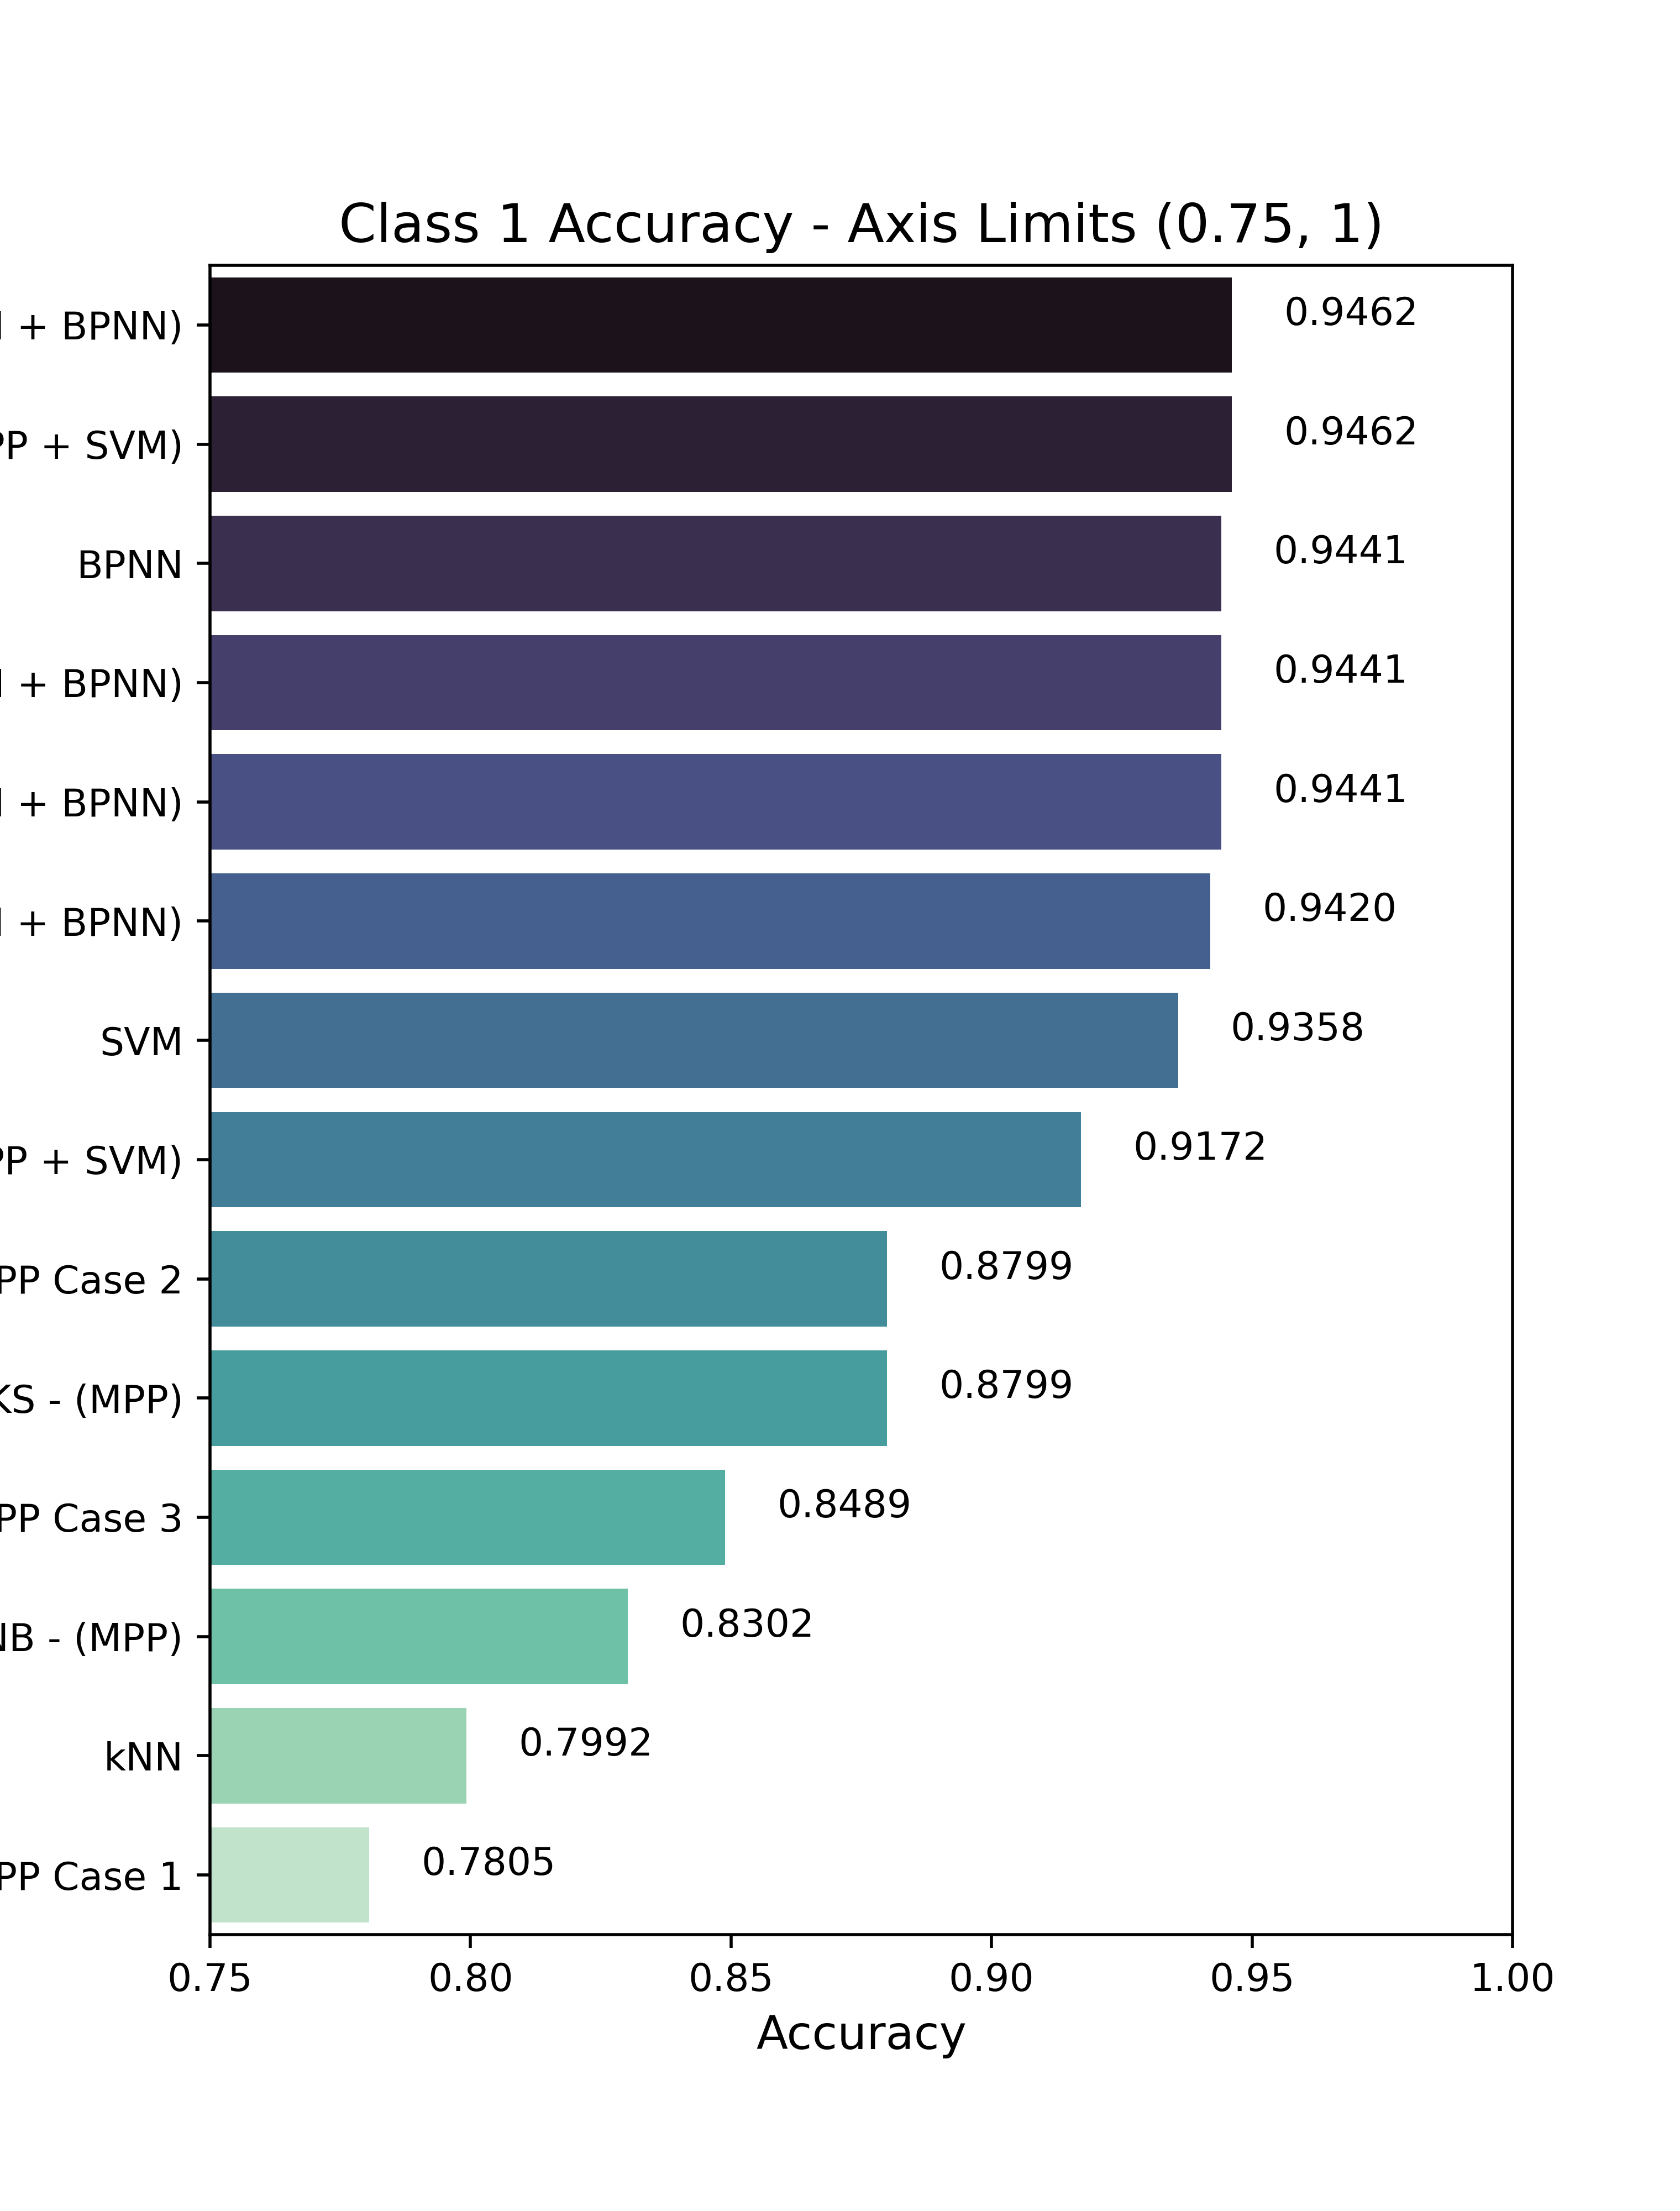 Class 1 Accuracy - Axis Limits (0.75, 1)
+ BPNN) 0.9462
+ SVM) 0.9462
BPNN 0.9441
+ BPNN) 0.9441
+ BPNN) 0.9441
+ BPNN) 0.9420
SVM 0.9358
+ SVM) 0.9172
Case 2 0.8799
- (MPP) 0.8799
Case 3 0.8489
- (MPP) 0.8302
kNN 0.7992
Case 1 0.7805
0.75 0.80 0.85 0.90 0.95 1.00
Accuracy